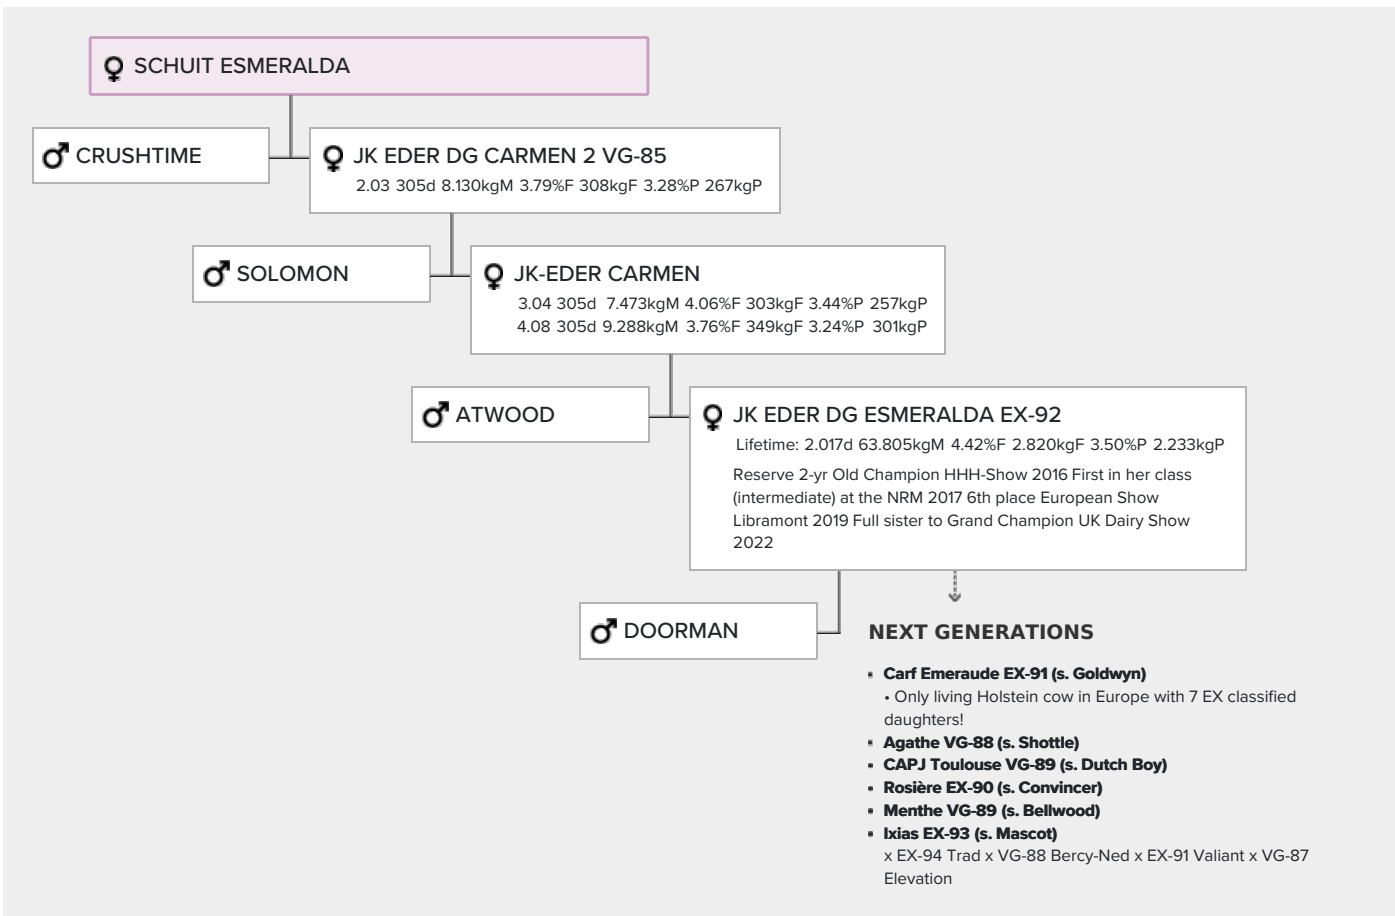 SCHUIT ESMERALDA
CRUSHTIME
JK EDER DG CARMEN 2 VG-85
2.03 305d 8.130kgM 3.79%F 308kgF 3.28%P 267kgP
SOLOMON
JK-EDER CARMEN
3.04 305d 7.473kgM 4.06%F 303kgF 3.44%P 257kgP
4.08 305d 9.288kgM 3.76%F 349kgF 3.24%P 301kgP
ATWOOD
JK EDER DG ESMERALDA EX-92
Lifetime: 2.017d 63.805kgM 4.42%F 2.820kgF 3.50%P 2.233kgP
Reserve 2-yr Old Champion HHH-Show 2016 First in her class
(intermediate) at the NRM 2017 6th place European Show
Libramont 2019 Full sister to Grand Champion UK Dairy Show
2022
DOORMAN
NEXT GENERATIONS
• Carf Emeraude EX-91 (s. Goldwyn)
• Only living Holstein cow in Europe with 7 EX classified
daughters!
• Agathe VG-88 (s. Shottle)
• CAPJ Toulouse VG-89 (s. Dutch Boy)
• Rosière EX-90 (s. Convincer)
• Menthe VG-89 (s. Bellwood)
• Ixias EX-93 (s. Mascot)
x EX-94 Trad x VG-88 Bercy-Ned x EX-91 Valiant x VG-87
Elevation